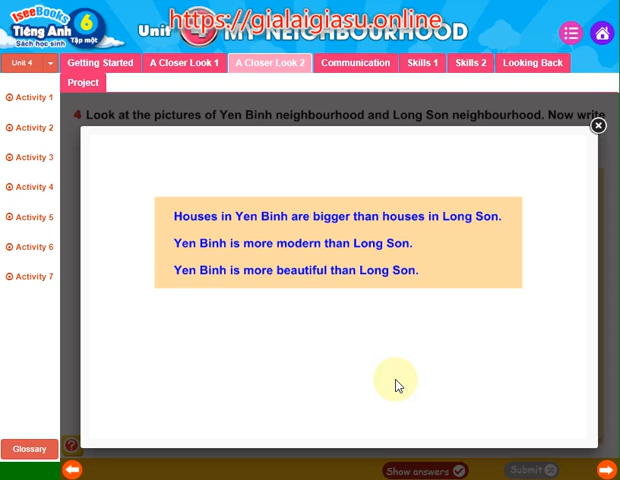 IseeBooks
Tiếng Anh 6
Sách học sinh Tập một
Unit 4 MY NEIGHBOURHOOD
https://gialaigiasu.online
Unit 4
Getting Started
A Closer Look 1
A Closer Look 2
Communication
Skills 1
Skills 2
Looking Back
Project
Activity 1
Activity 2
Activity 3
Activity 4
Activity 5
Activity 6
Activity 7
4 Look at the pictures of Yen Binh neighbourhood and Long Son neighbourhood. Now write
Houses in Yen Binh are bigger than houses in Long Son.
Yen Binh is more modern than Long Son.
Yen Binh is more beautiful than Long Son.
Glossary
Show answers
Submit